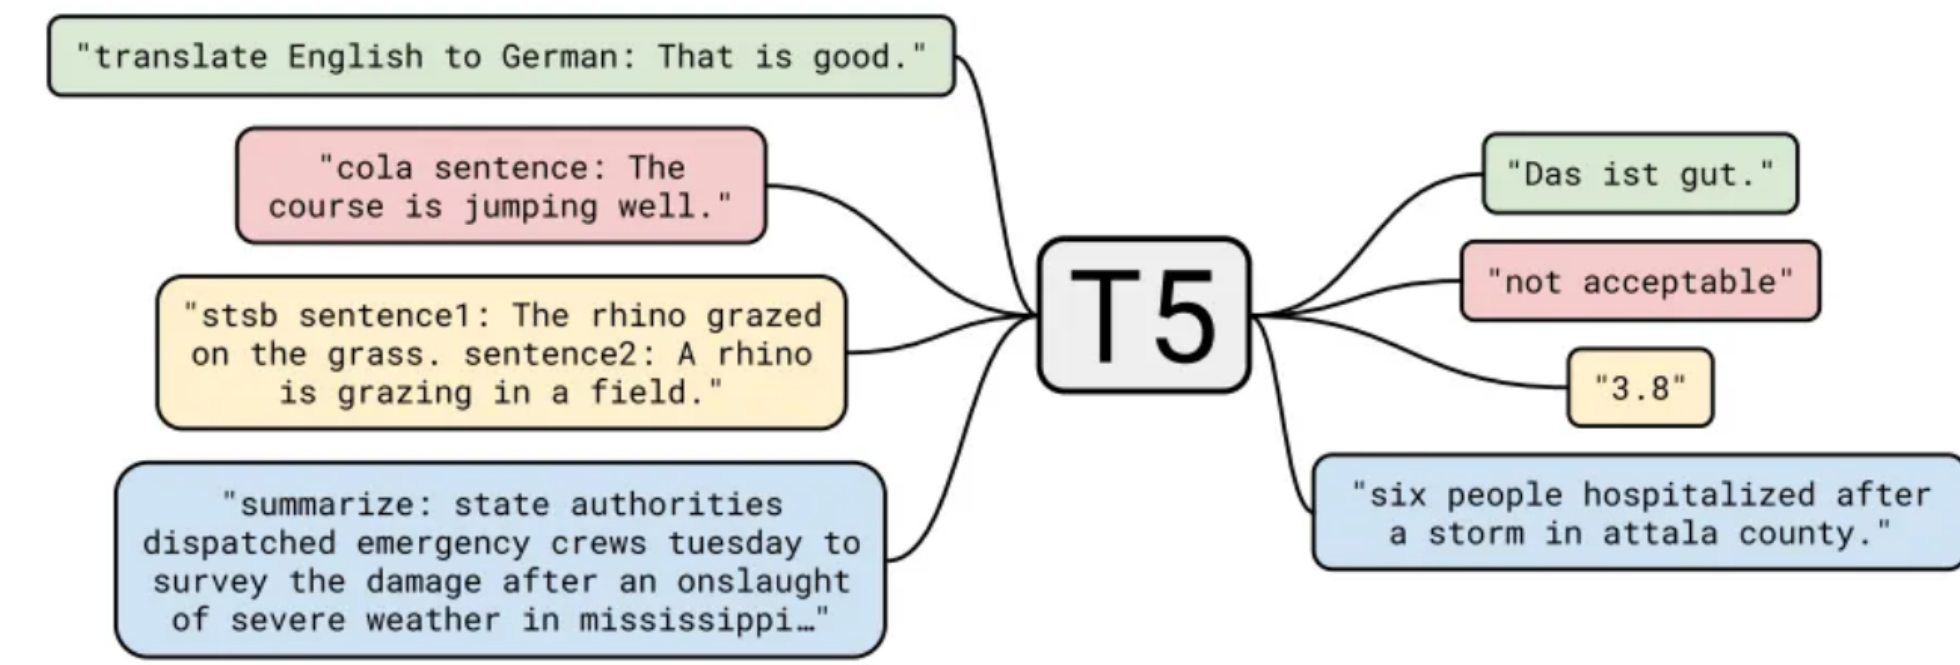 "translate English to German: That is good."
"cola sentence: The
course is jumping well."
"stsb sentence1: The rhino grazed
on the grass. sentence2: A rhino
is grazing in a field."
"summarize: state authorities
dispatched emergency crews tuesday to
survey the damage after an onslaught
of severe weather in mississippi…"
T5
"Das ist gut."
"not acceptable"
"3.8"
"six people hospitalized after
a storm in attala county."